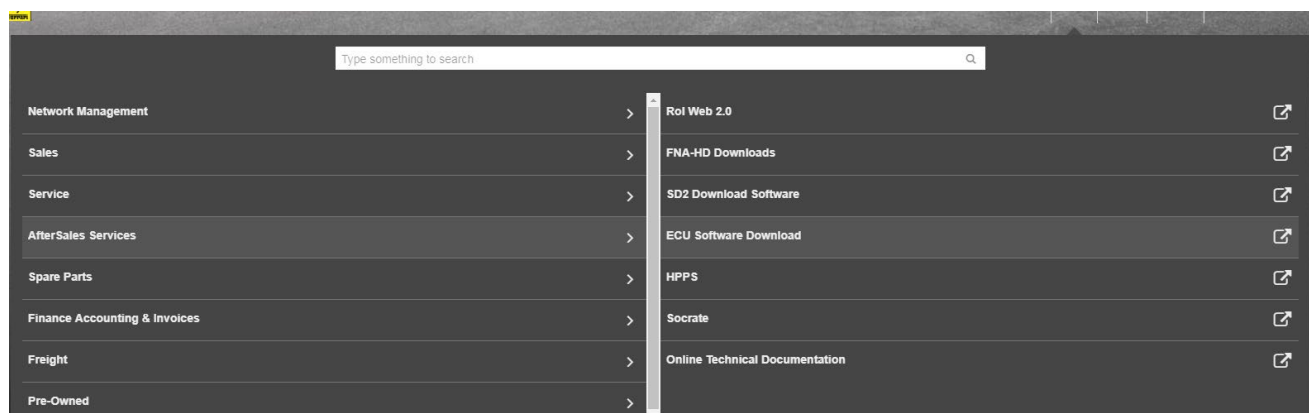 Type something to search
Network Management
Sales
Service
AfterSales Services
Spare Parts
Finance Accounting & Invoices
Freight
Pre-Owned
RoI Web 2.0
FNA-HD Downloads
SD2 Download Software
ECU Software Download
HPPS
Socrate
Online Technical Documentation